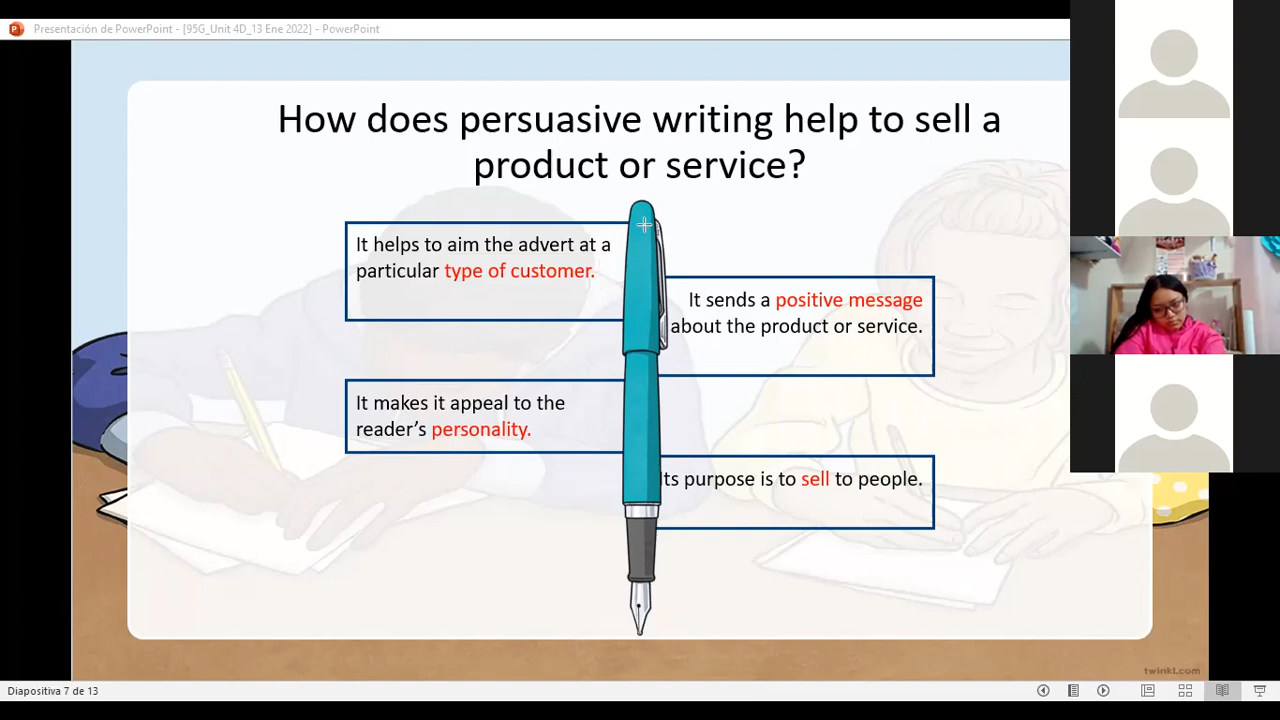 Presentación de PowerPoint - [95G_Unit 4D_13 Ene 2022] - PowerPoint
How does persuasive writing help to sell a
product or service?
It helps to aim the advert at a
particular type of customer.
It sends a positive message
about the product or service.
It makes it appeal to the
reader’s personality.
Its purpose is to sell to people.
twinkl.com
Diapositiva 7 de 13